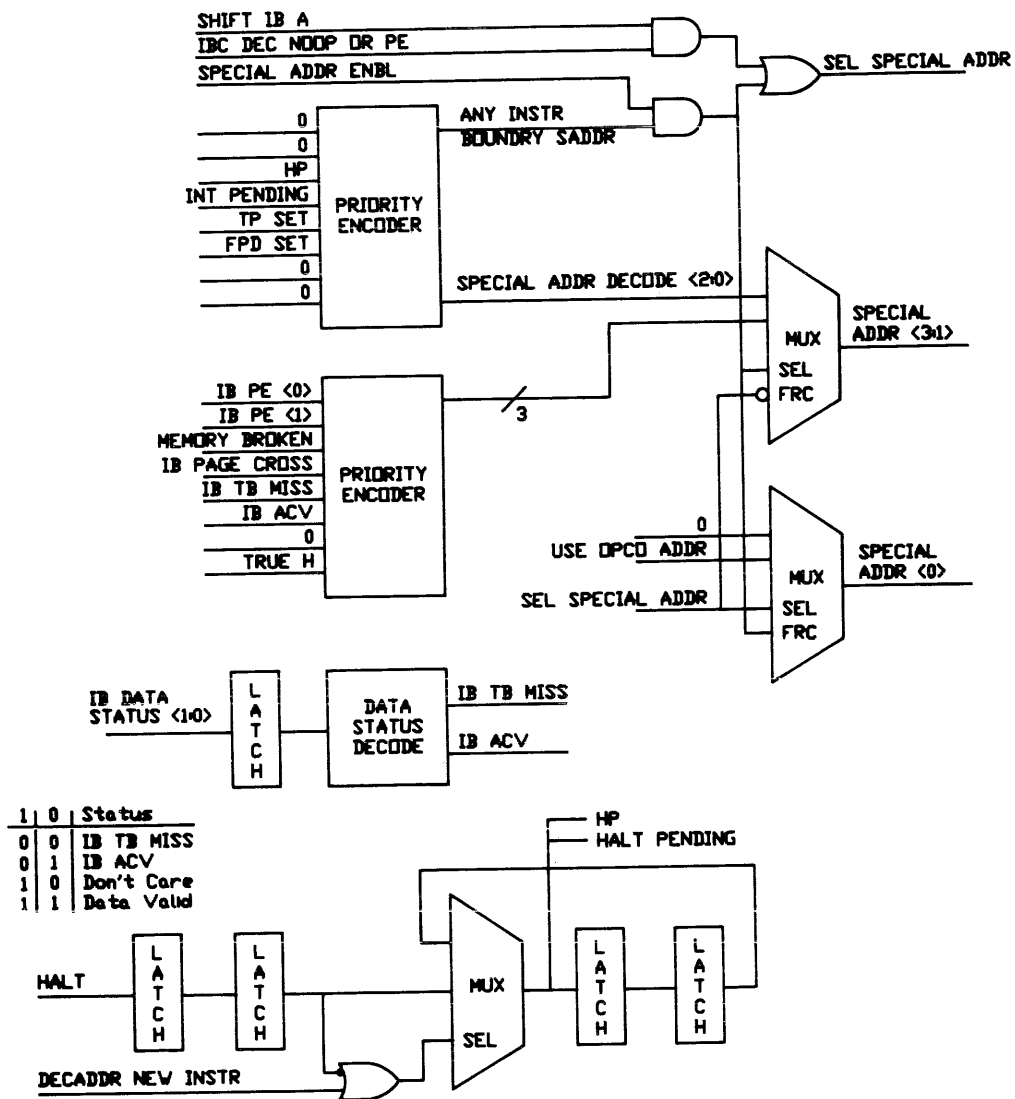 SHIFT IB A
IBC DEC NOOP OR PE
SPECIAL ADDR ENBL
SEL SPECIAL ADDR
ANY INSTR
BOUNDRY SADDR
0
0
HP
INT PENDING
TP SET
FPD SET
0
0
PRIORITY
ENCODER
SPECIAL ADDR DECODE <2:0>
MUX
SEL
FRC
SPECIAL
ADDR <3:1>
IB PE <0>
IB PE <1>
MEMORY BROKEN
IB PAGE CROSS
IB TB MISS
IB ACV
0
TRUE H
PRIORITY
ENCODER
3
0
USE OPCO ADDR
SEL SPECIAL ADDR
MUX
SEL
FRC
SPECIAL
ADDR <0>
IB DATA
STATUS <1:0>
LATCH
DATA
STATUS
DECODE
IB TB MISS
IB ACV
1 0 Status
0 0 IB TB MISS
0 1 IB ACV
1 0 Don't Care
1 1 Data Valid
HP
HALT PENDING
HALT
LATCH
LATCH
MUX
SEL
LATCH
LATCH
DECADDR NEW INSTR